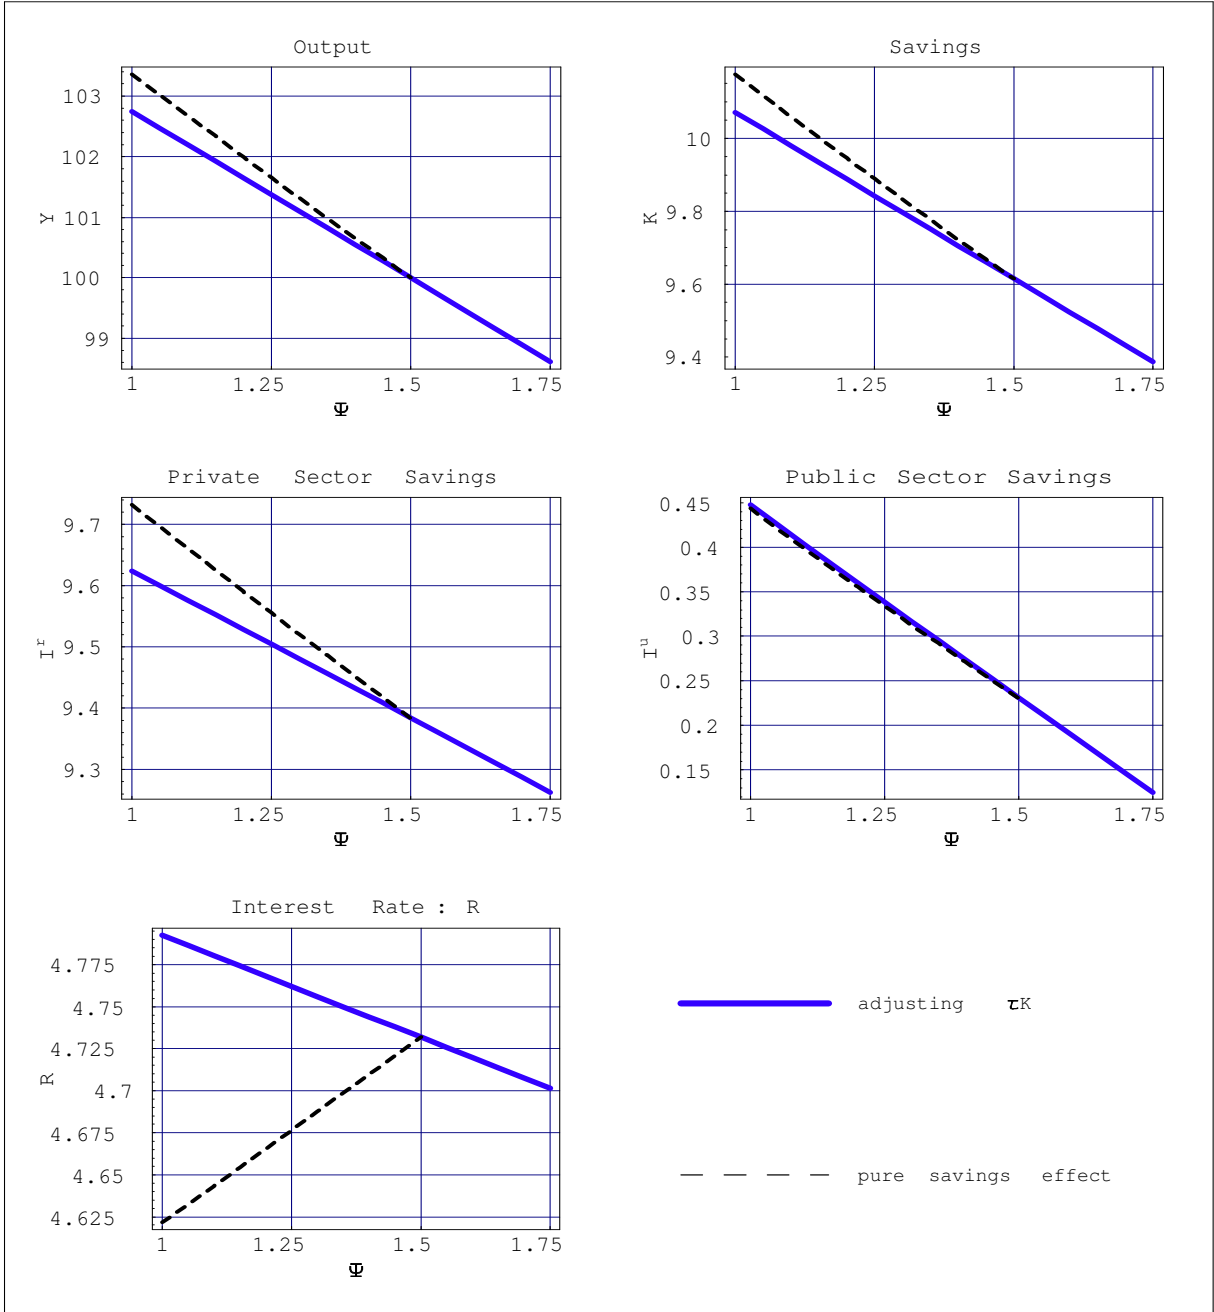 Output
103
102
101
100
99
Y
1 1.25 1.5 1.75
Ψ
Savings
10
9.8
9.6
9.4
K
1 1.25 1.5 1.75
Ψ
Private Sector Savings
9.7
9.6
9.5
9.4
9.3
I^r
1 1.25 1.5 1.75
Ψ
Public Sector Savings
0.45
0.4
0.35
0.3
0.25
0.2
0.15
I^u
1 1.25 1.5 1.75
Ψ
Interest Rate : R
4.775
4.75
4.725
4.7
4.675
4.65
4.625
R
1 1.25 1.5 1.75
Ψ
adjusting τK
pure savings effect